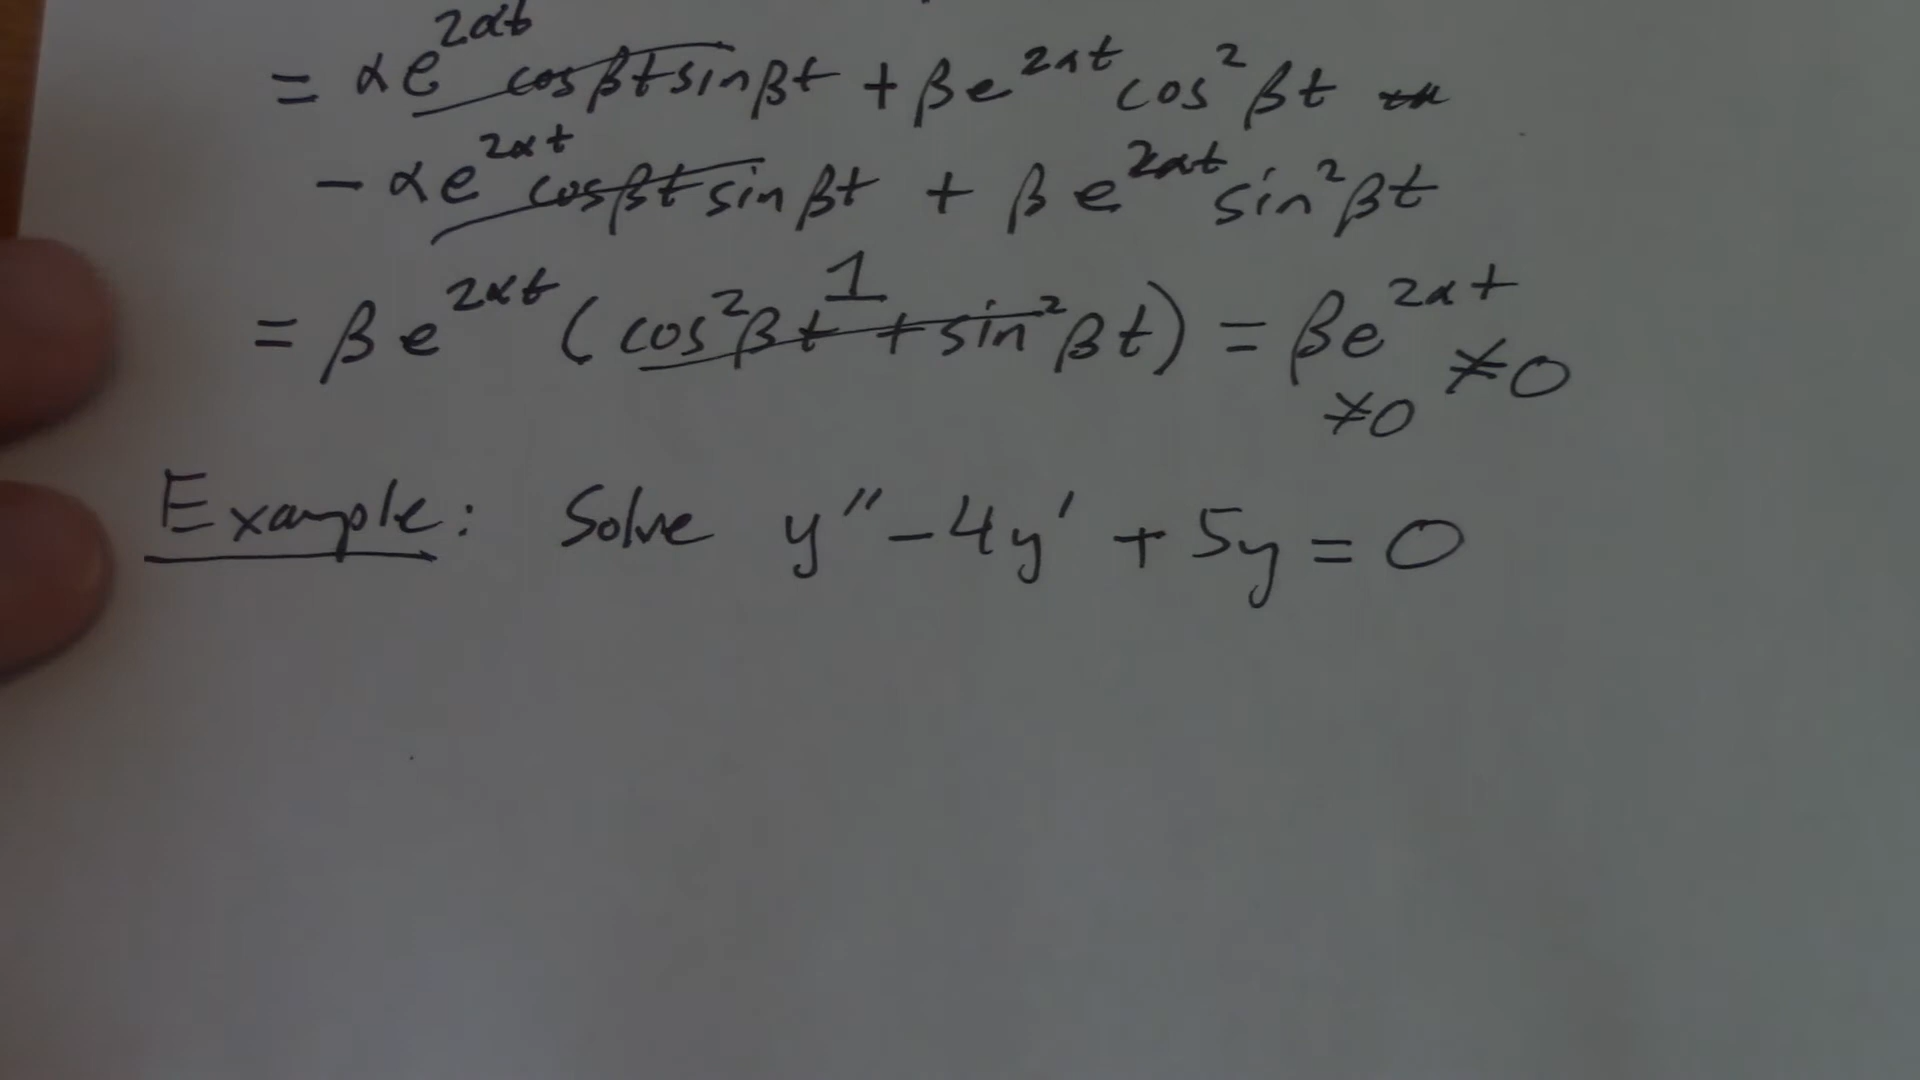 = αe^{2αt} cosβt sinβt + βe^{2αt} cos²βt
− αe^{2αt} cosβt sinβt + βe^{2αt} sin²βt
1
= βe^{2αt} (cos²βt + sin²βt) = βe^{2αt}
≠0 ≠0
Example: Solve y″ − 4y′ + 5y = 0